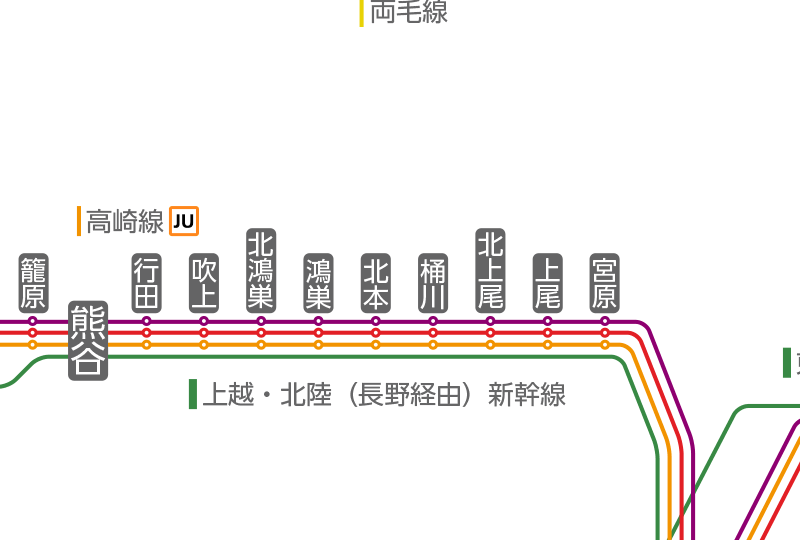 両毛線
高崎線 JU
籠原
熊谷
行田
吹上
北鴻巣
鴻巣
北本
桶川
北上尾
上尾
宮原
上越・北陸（長野経由）新幹線